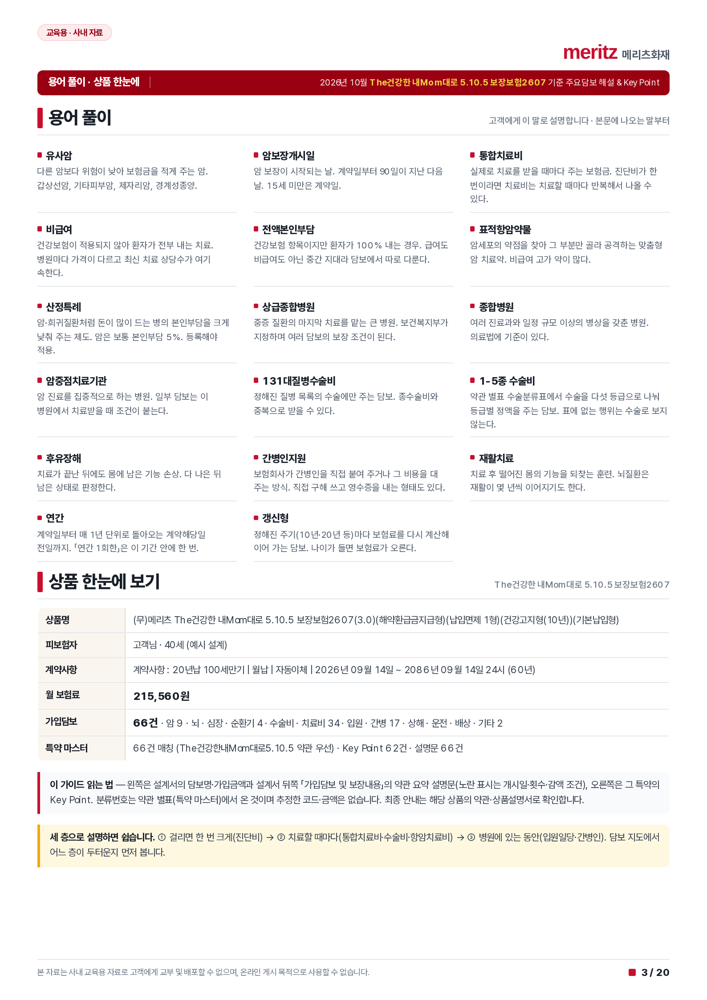 교육용 · 사내 자료
meritz 메리츠화재
용어 풀이 · 상품 한눈에
2026년 10월 The건강한 내Mom대로 5.10.5 보장보험2607 기준 주요담보 해설 & Key Point
용어 풀이
고객에게 이 말로 설명합니다 · 본문에 나오는 말부터
유사암
다른 암보다 위험이 낮아 보험금을 적게 주는 암.
갑상선암, 기타피부암, 제자리암, 경계성종양.
암보장개시일
암 보장이 시작되는 날. 계약일부터 90일이 지난 다음
날. 15세 미만은 계약일.
통합치료비
실제로 치료를 받을 때마다 주는 보험금. 진단비가 한
번이라면 치료비는 치료할 때마다 반복해서 나올 수
있다.
비급여
건강보험이 적용되지 않아 환자가 전부 내는 치료.
병원마다 가격이 다르고 최신 치료 상당수가 여기
속한다.
전액본인부담
건강보험 항목이지만 환자가 100% 내는 경우. 급여도
비급여도 아닌 중간 지대라 담보에서 따로 다룬다.
표적항암약물
암세포의 약점을 찾아 그 부분만 골라 공격하는 맞춤형
암 치료약. 비급여 고가 약이 많다.
산정특례
암·희귀질환처럼 돈이 많이 드는 병의 본인부담을 크게
낮춰 주는 제도. 암은 보통 본인부담 5%. 등록해야
적용.
상급종합병원
중증 질환의 마지막 치료를 맡는 큰 병원. 보건복지부가
지정하며 여러 담보의 보장 조건이 된다.
종합병원
여러 진료과와 일정 규모 이상의 병상을 갖춘 병원.
의료법에 기준이 있다.
암중점치료기관
암 진료를 집중적으로 하는 병원. 일부 담보는 이
병원에서 치료받을 때 조건이 붙는다.
131대질병수술비
정해진 질병 목록의 수술에만 주는 담보. 종수술비와
중복으로 받을 수 있다.
1-5종 수술비
약관 별표 수술분류표에서 수술을 다섯 등급으로 나눠
등급별 정액을 주는 담보. 표에 없는 행위는 수술로 보지
않는다.
후유장해
치료가 끝난 뒤에도 몸에 남은 기능 손상. 다 나은 뒤
남은 상태로 판정한다.
간병인지원
보험회사가 간병인을 직접 붙여 주거나 그 비용을 대
주는 방식. 직접 구해 쓰고 영수증을 내는 형태도 있다.
재활치료
치료 후 떨어진 몸의 기능을 되찾는 훈련. 뇌질환은
재활이 몇 년씩 이어지기도 한다.
연간
계약일부터 매 1년 단위로 돌아오는 계약해당일
전일까지. 「연간 1회한」은 이 기간 안에 한 번.
갱신형
정해진 주기(10년·20년 등)마다 보험료를 다시 계산해
이어 가는 담보. 나이가 들면 보험료가 오른다.
상품 한눈에 보기
The건강한 내Mom대로 5.10.5 보장보험2607
상품명 (무)메리츠 The건강한 내Mom대로 5.10.5 보장보험2607(3.0)(해약환급금지급형)(납입면제 1형)(건강고지형(10년))(기본납입형)
피보험자 고객님 · 40세 (예시 설계)
계약사항 계약사항 : 20년납 100세만기 | 월납 | 자동이체 | 2026년 09월 14일 ~ 2086년 09월 14일 24시 (60년)
월 보험료 215,560원
가입담보 66건 · 암 9 · 뇌 · 심장 · 순환기 4 · 수술비 · 치료비 34 · 입원 · 간병 17 · 상해 · 운전 · 배상 · 기타 2
특약 마스터 66건 매칭 (The건강한내Mom대로5.10.5 약관 우선) · Key Point 62건 · 설명문 66건
이 가이드 읽는 법 — 왼쪽은 설계서의 담보명·가입금액과 설계서 뒤쪽 「가입담보 및 보장내용」의 약관 요약 설명문(노란 표시는 개시일·횟수·감액 조건), 오른쪽은 그 특약의
Key Point. 분류번호는 약관 별표(특약 마스터)에서 온 것이며 추정한 코드·금액은 없습니다. 최종 안내는 해당 상품의 약관·상품설명서로 확인합니다.
세 층으로 설명하면 쉽습니다. ① 걸리면 한 번 크게(진단비) → ② 치료할 때마다(통합치료비·수술비·항암치료비) → ③ 병원에 있는 동안(입원일당·간병인). 담보 지도에서
어느 층이 두터운지 먼저 봅니다.
본 자료는 사내 교육용 자료로 고객에게 교부 및 배포할 수 없으며, 온라인 게시 목적으로 사용할 수 없습니다.
3 / 20